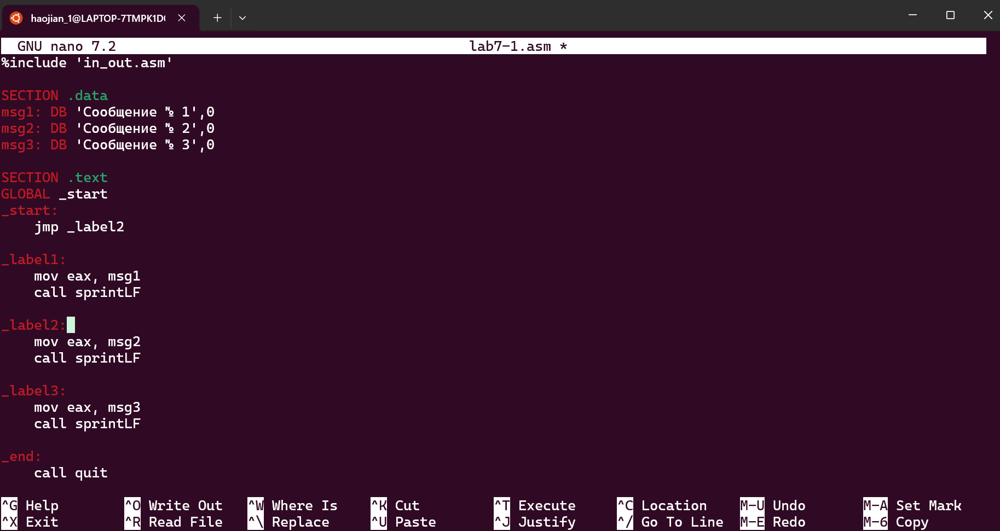 haojian_1@LAPTOP-7TMPK1D
GNU nano 7.2 lab7-1.asm *
%include 'in_out.asm'
SECTION .data
msg1: DB 'Сообщение № 1',0
msg2: DB 'Сообщение № 2',0
msg3: DB 'Сообщение № 3',0
SECTION .text
GLOBAL _start
_start:
jmp _label2
_label1:
mov eax, msg1
call sprintLF
_label2:
mov eax, msg2
call sprintLF
_label3:
mov eax, msg3
call sprintLF
_end:
call quit
^G Help ^O Write Out ^W Where Is ^K Cut ^T Execute ^C Location M-U Undo M-A Set Mark
^X Exit ^R Read File ^\ Replace ^U Paste ^J Justify ^/ Go To Line M-E Redo M-6 Copy